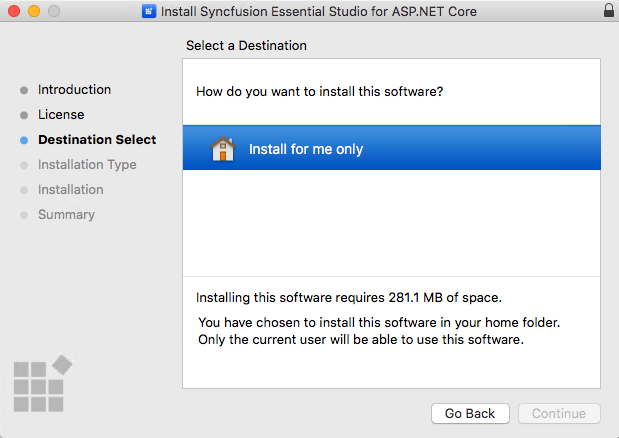 Install Syncfusion Essential Studio for ASP.NET Core
Select a Destination
Introduction
License
Destination Select
Installation Type
Installation
Summary
How do you want to install this software?
Install for me only
Installing this software requires 281.1 MB of space.
You have chosen to install this software in your home folder.
Only the current user will be able to use this software.
Go Back
Continue